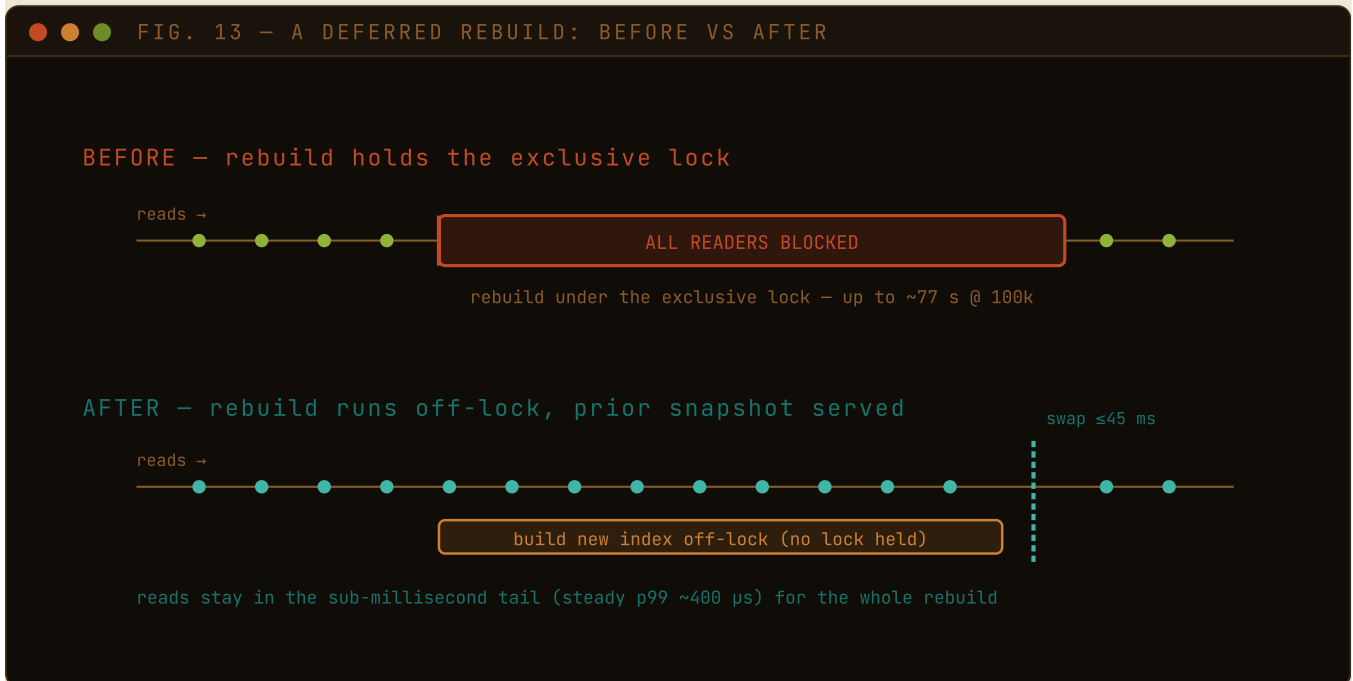 FIG. 13 — A DEFERRED REBUILD: BEFORE VS AFTER
BEFORE — rebuild holds the exclusive lock
reads →
ALL READERS BLOCKED
rebuild under the exclusive lock — up to ~77 s @ 100k
AFTER — rebuild runs off-lock, prior snapshot served
swap ≤45 ms
reads →
build new index off-lock (no lock held)
reads stay in the sub-millisecond tail (steady p99 ~400 µs) for the whole rebuild